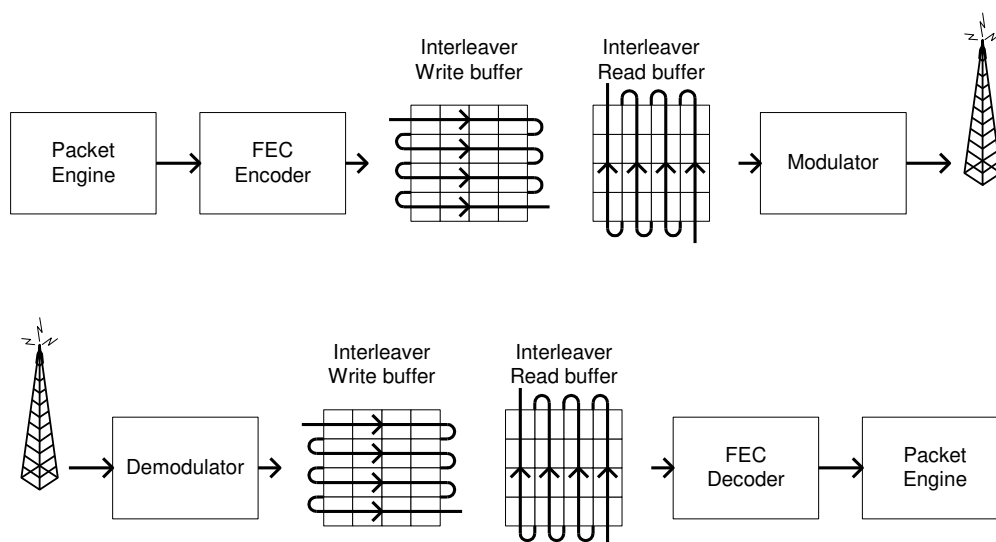 Interleaver
Write buffer
Interleaver
Read buffer
Packet
Engine
FEC
Encoder
Modulator
Interleaver
Write buffer
Interleaver
Read buffer
Demodulator
FEC
Decoder
Packet
Engine